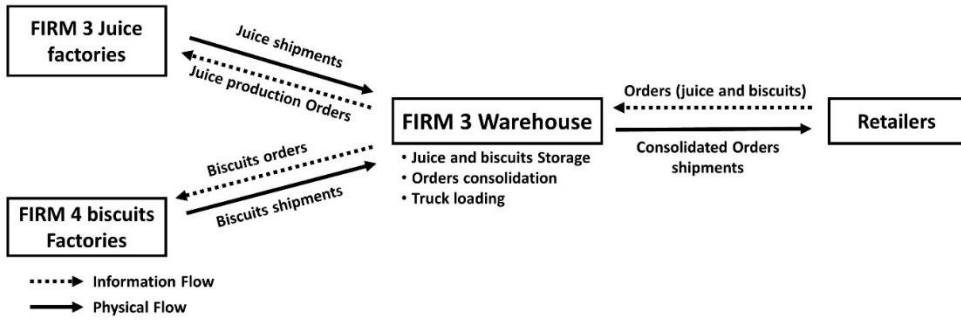 FIRM 3 Juice
factories
Juice shipments
Juice production Orders
Biscuits orders
Biscuits shipments
FIRM 4 biscuits
Factories
FIRM 3 Warehouse
• Juice and biscuits Storage
• Orders consolidation
• Truck loading
Orders (juice and biscuits)
Consolidated Orders
shipments
Retailers
Information Flow
Physical Flow